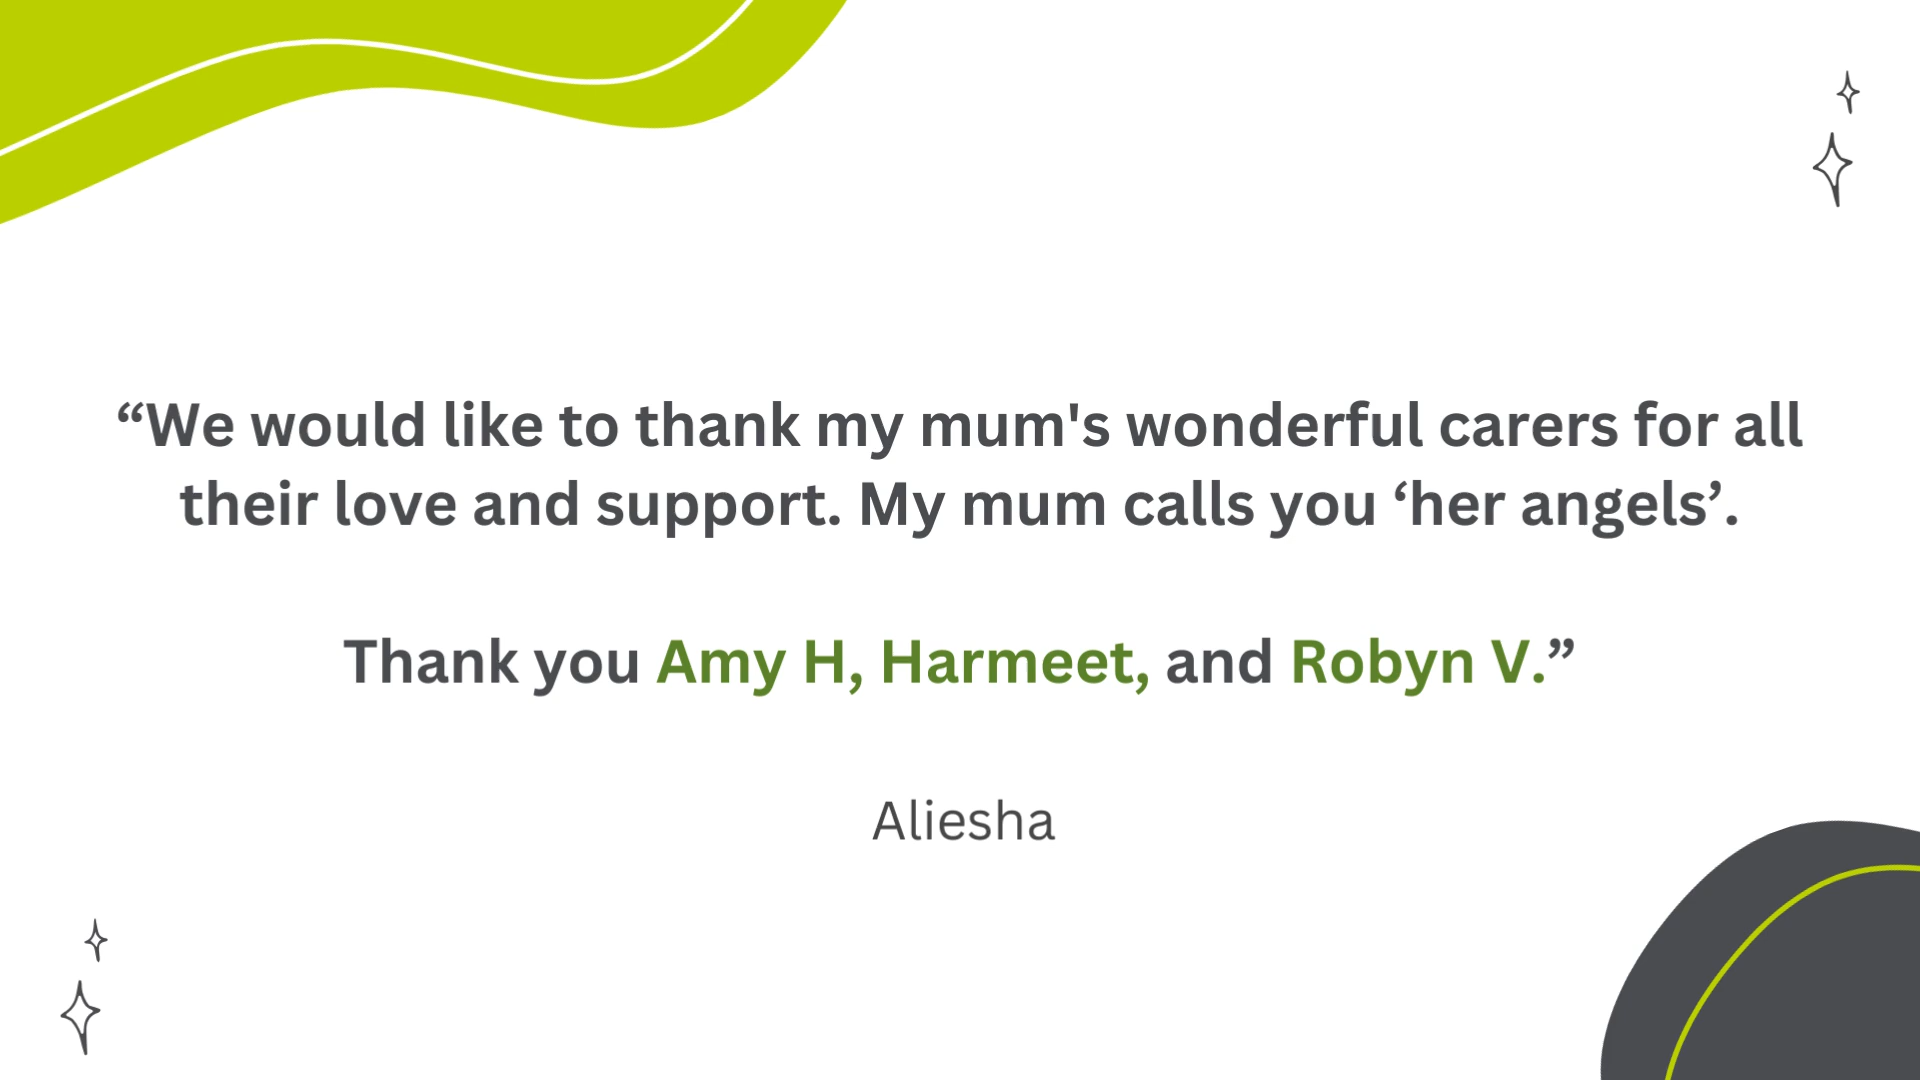 “We would like to thank my mum's wonderful carers for all
their love and support. My mum calls you ‘her angels’.
Thank you Amy H, Harmeet, and Robyn V.”
Aliesha